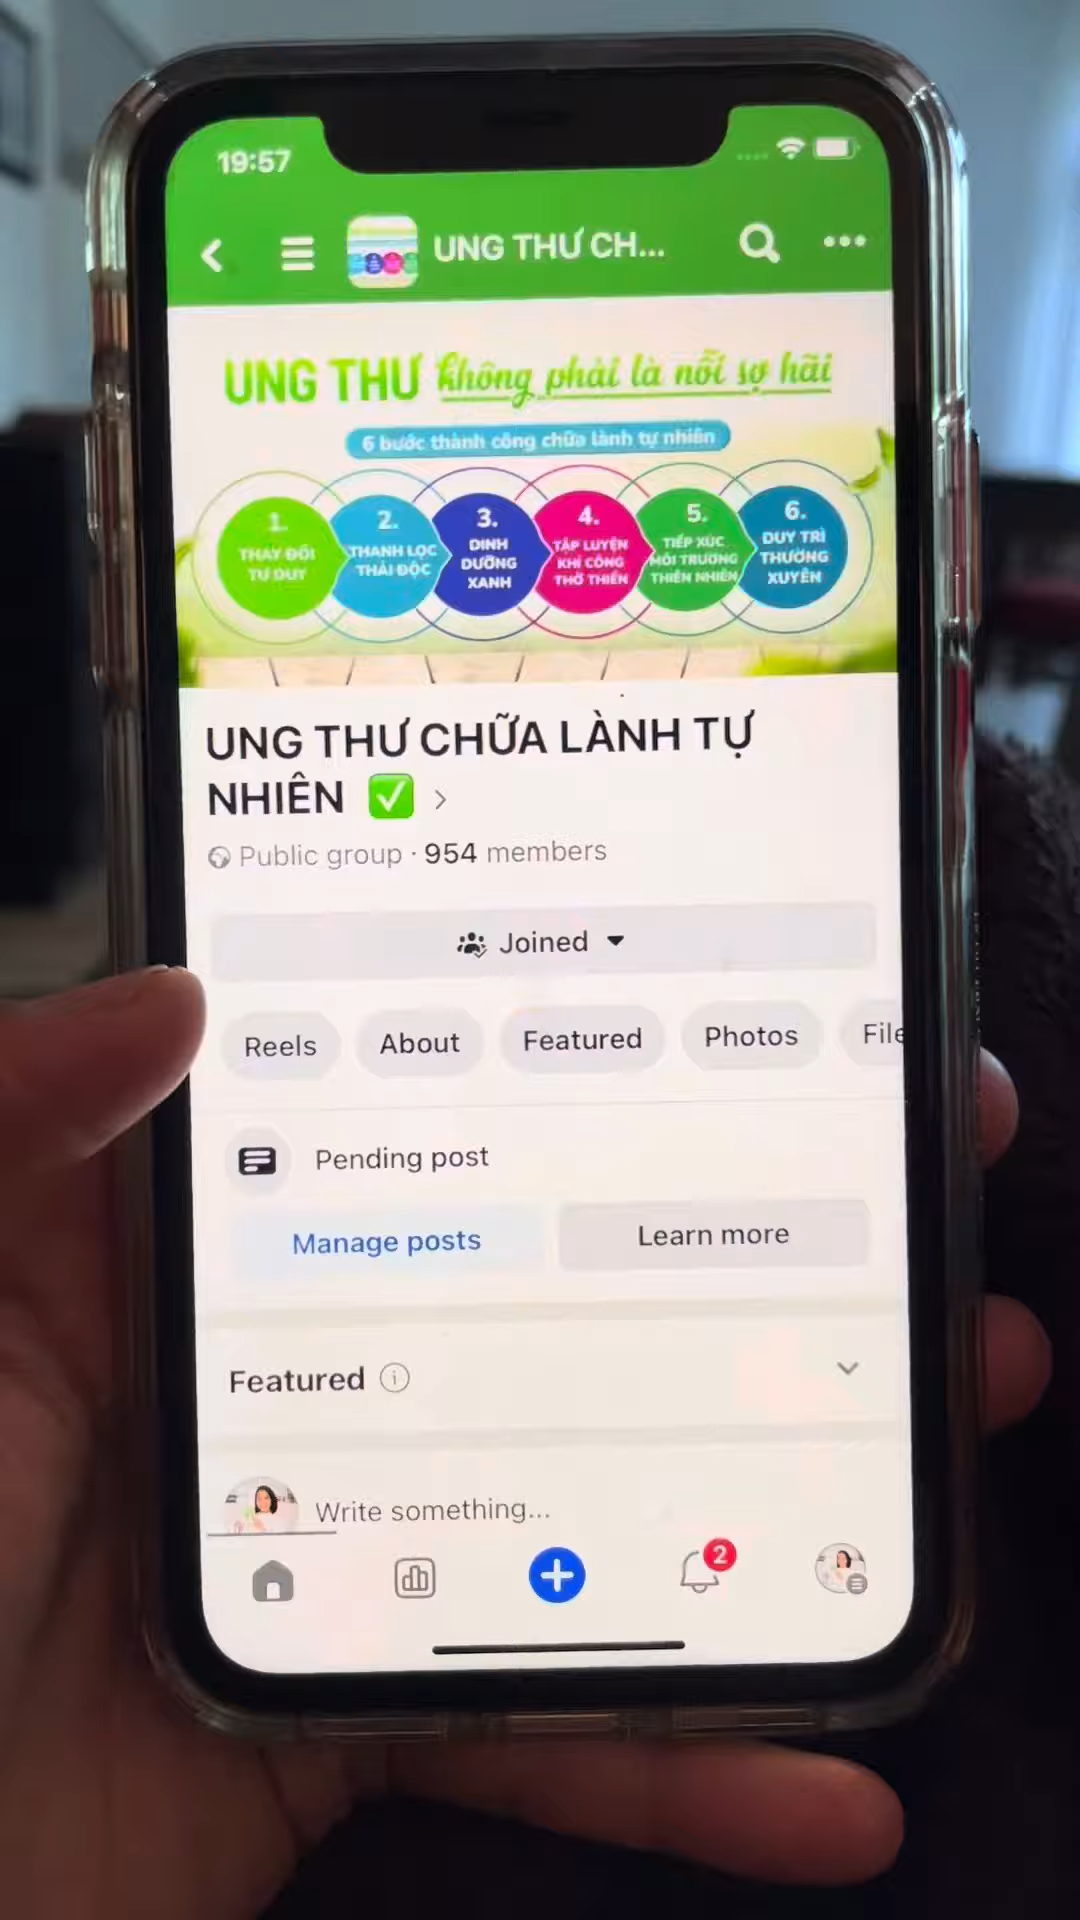 19:57
UNG THƯ CH...
UNG THƯ không phải là nỗi sợ hãi
6 bước thành công chữa lành tự nhiên
1.
THAY ĐỔI
TƯ DUY
2.
THANH LỌC
THẢI ĐỘC
3.
DINH
DƯỠNG
XANH
4.
TẬP LUYỆN
KHÍ CÔNG
THỞ THIỀN
5.
TIẾP XÚC
MÔI TRƯỜNG
THIÊN NHIÊN
6.
DUY TRÌ
THƯỜNG
XUYÊN
UNG THƯ CHỮA LÀNH TỰ
NHIÊN ✅ >
Public group · 954 members
Joined
Reels About Featured Photos File
Pending post
Manage posts Learn more
Featured
Write something...
2